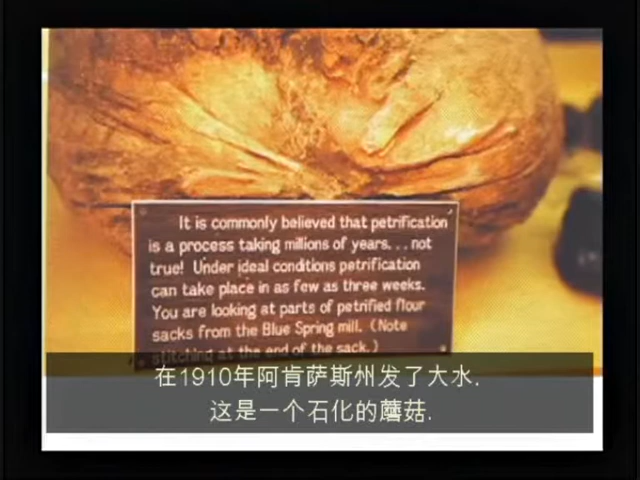 It is commonly believed that petrification
is a process taking millions of years...not
true! Under ideal conditions petrification
can take place in as few as three weeks.
You are looking at parts of petrified flour
sacks from the Blue Spring mill. (Note
stitching at the end of the sack.)
在1910年阿肯萨斯州发了大水.
这是一个石化的蘑菇.